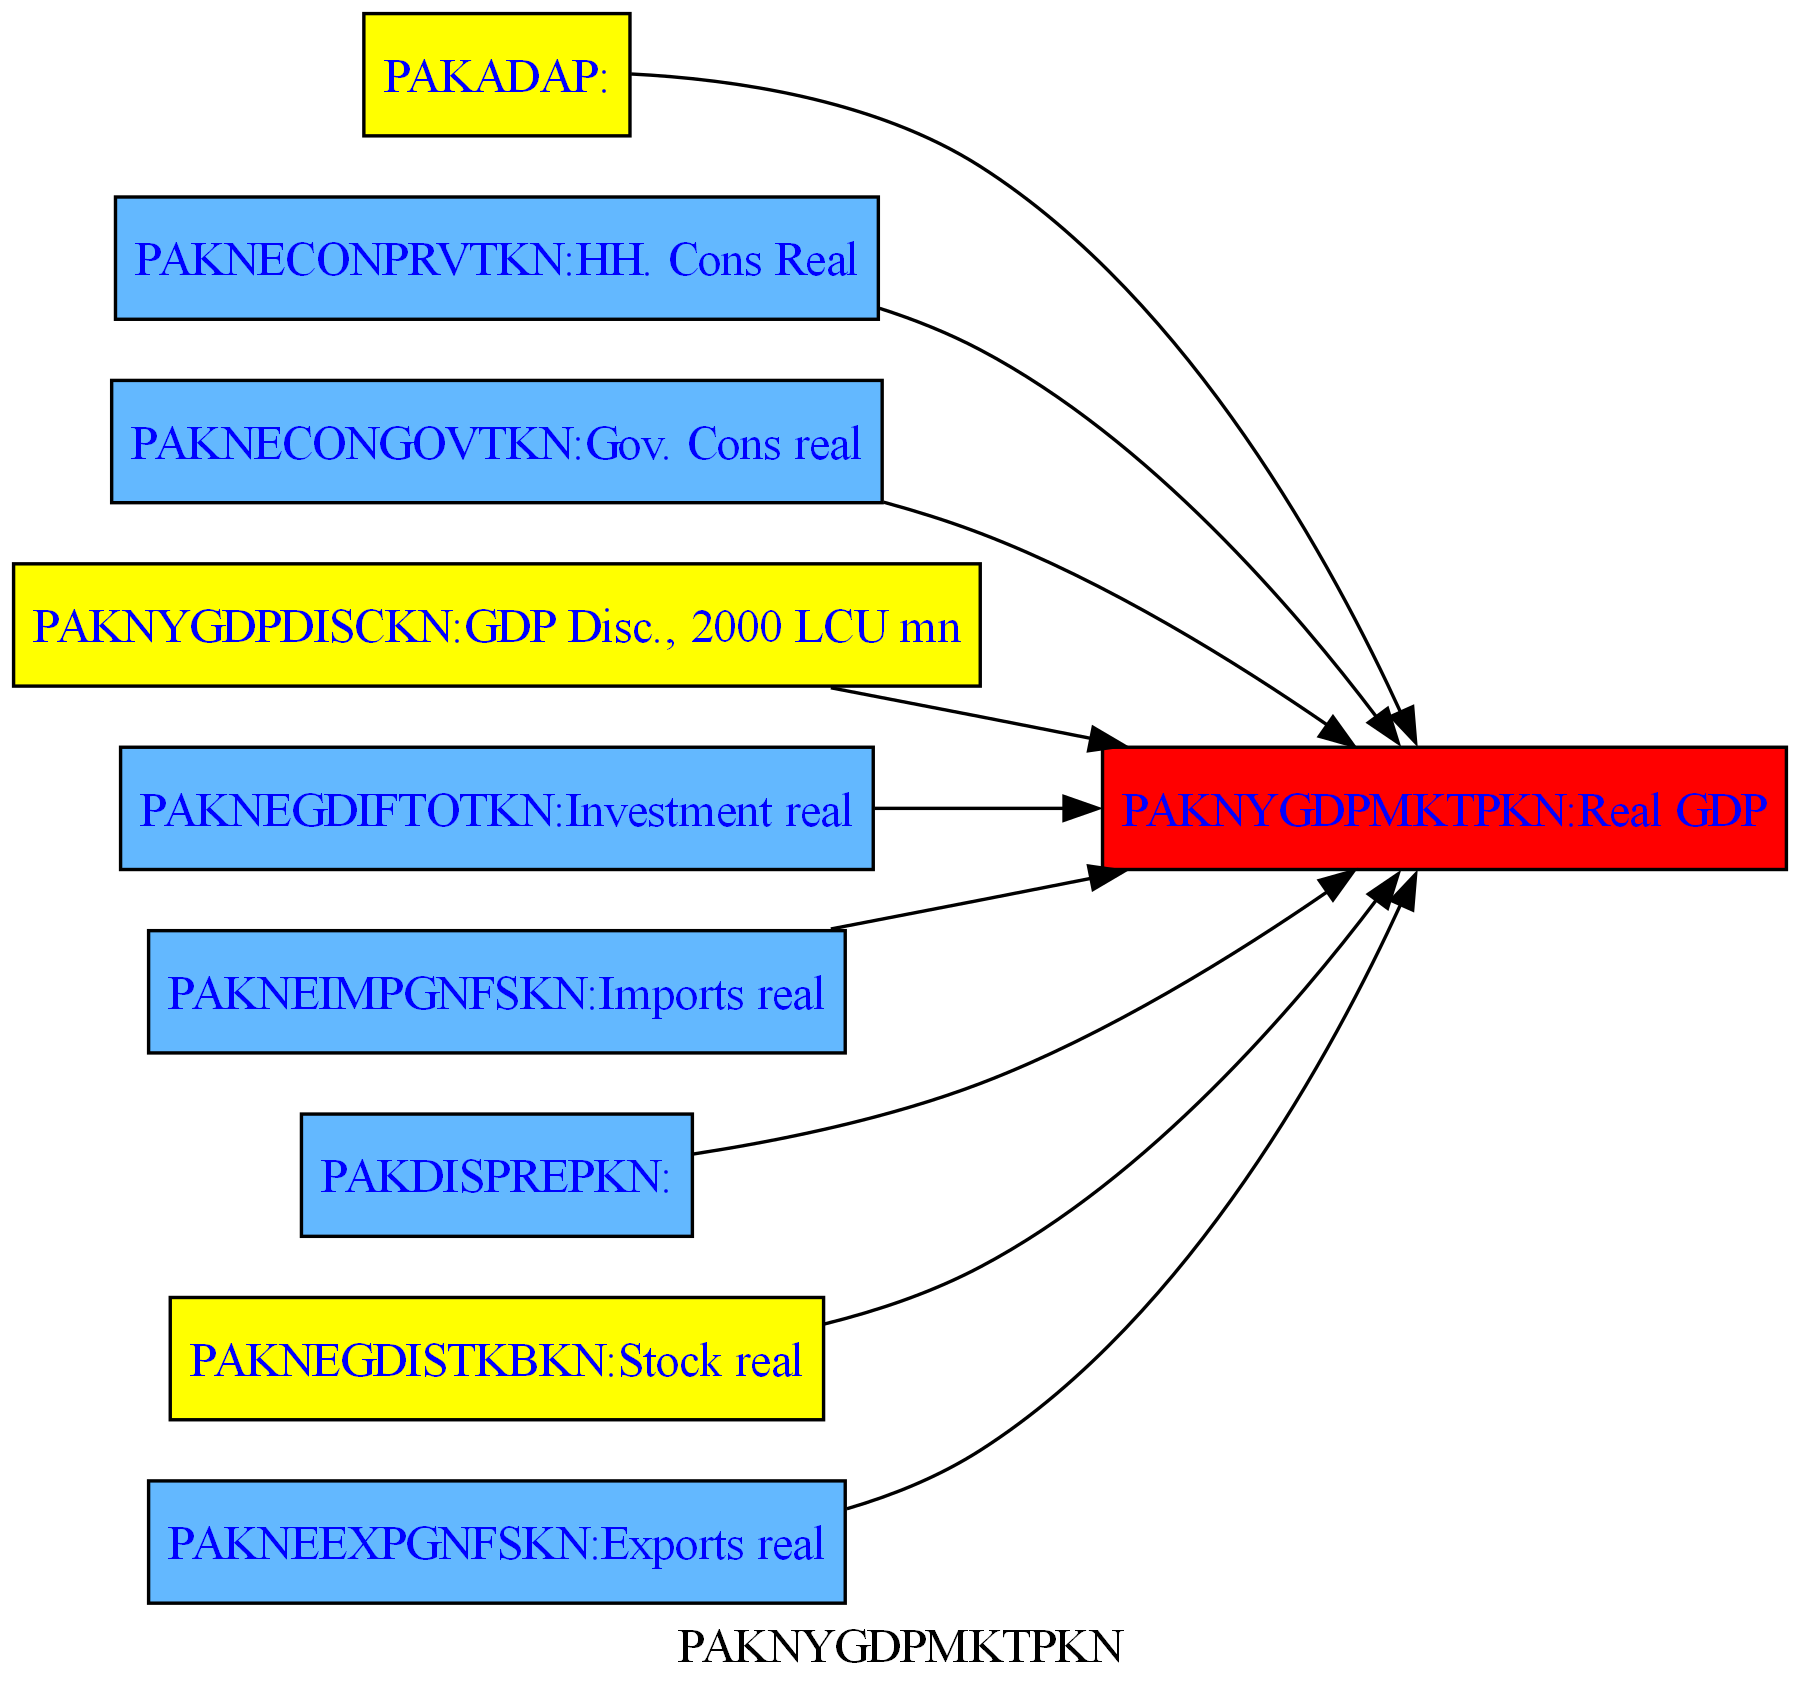 PAKADAP:
PAKNECONPRVTKN:HH. Cons Real
PAKNECONGOVTKN:Gov. Cons real
PAKNYGDPDISCKN:GDP Disc., 2000 LCU mn
PAKNEGDIFTOTKN:Investment real
PAKNYGDPMKTPKN:Real GDP
PAKNEIMPGNFSKN:Imports real
PAKDISPREPKN:
PAKNEGDISTKBKN:Stock real
PAKNEEXPGNFSKN:Exports real
PAKNYGDPMKTPKN